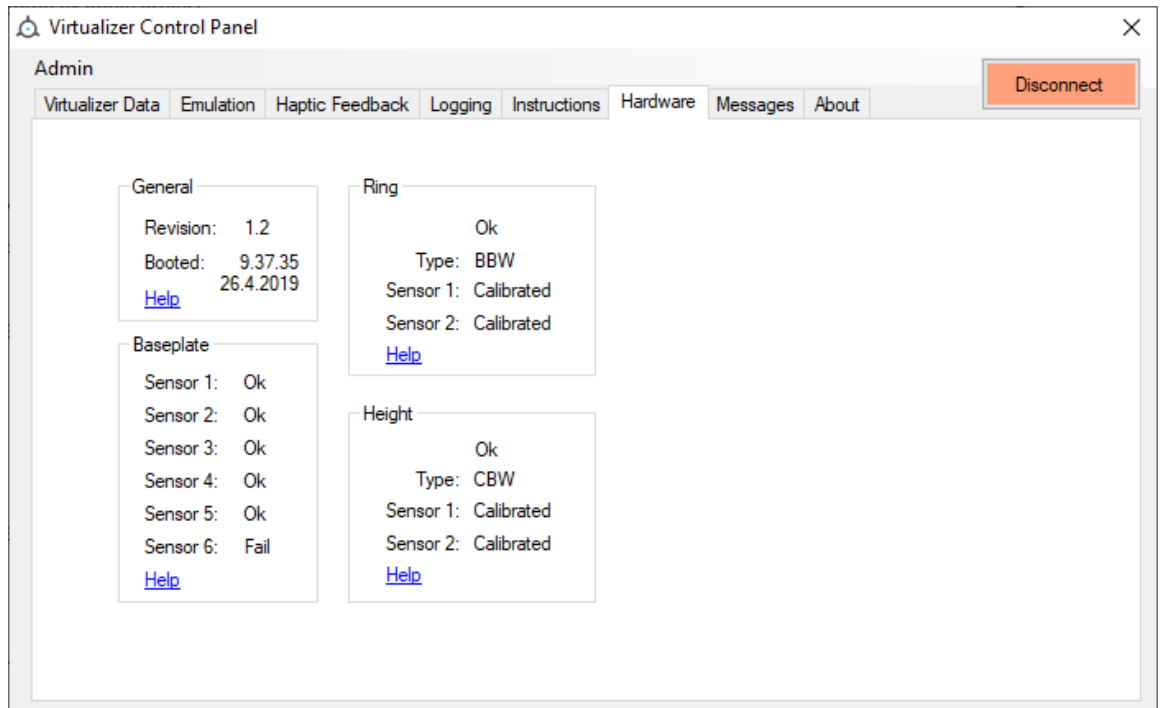 Virtualizer Control Panel
Admin
Disconnect
Virtualizer Data Emulation Haptic Feedback Logging Instructions Hardware Messages About
General
Revision: 1.2
Booted: 9.37.35
26.4.2019
Help
Baseplate
Sensor 1: Ok
Sensor 2: Ok
Sensor 3: Ok
Sensor 4: Ok
Sensor 5: Ok
Sensor 6: Fail
Help
Ring
Ok
Type: BBW
Sensor 1: Calibrated
Sensor 2: Calibrated
Help
Height
Ok
Type: CBW
Sensor 1: Calibrated
Sensor 2: Calibrated
Help